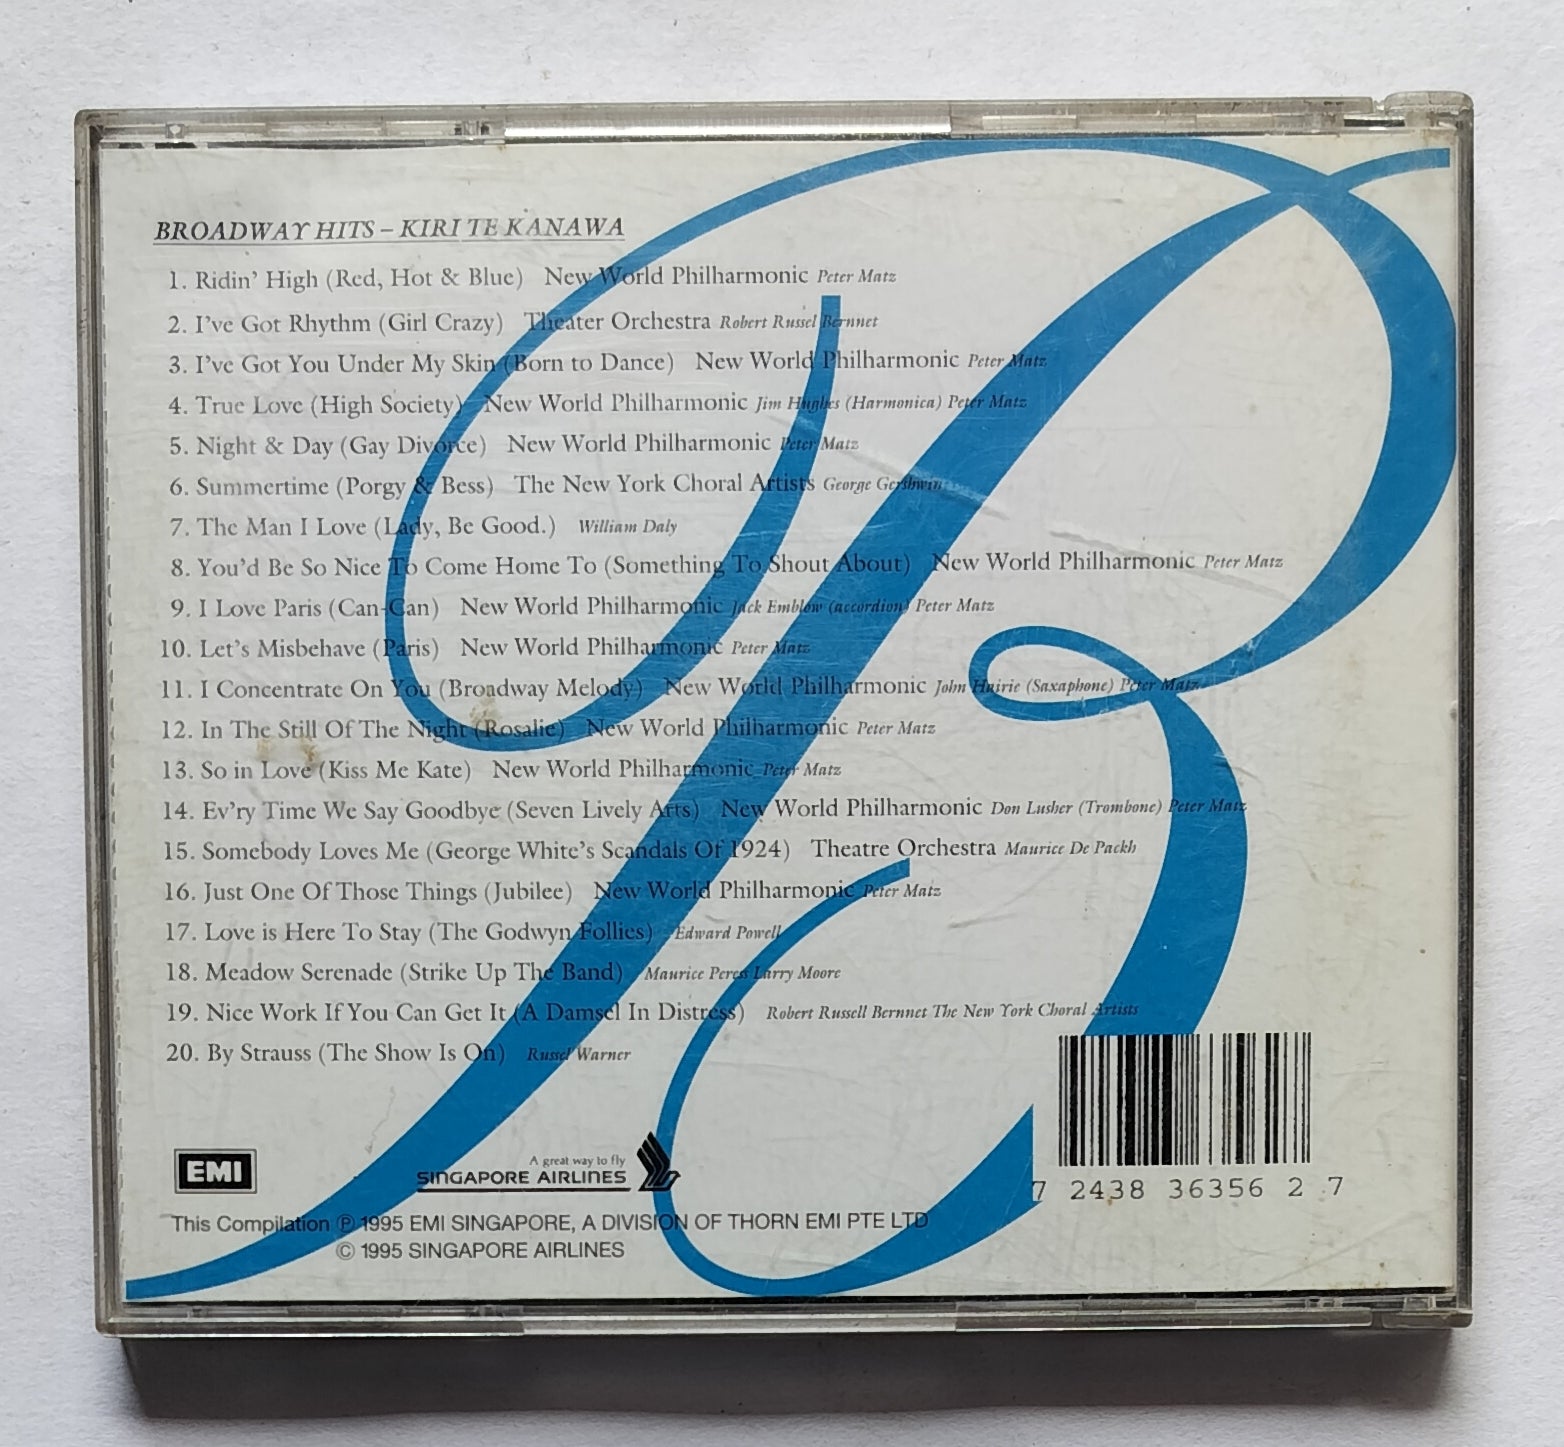 BROADWAY HITS – KIRI TE KANAWA
1. Ridin' High (Red, Hot & Blue) New World Philharmonic Peter Matz
2. I've Got Rhythm (Girl Crazy) Theater Orchestra Robert Russel Bernnet
3. I've Got You Under My Skin (Born to Dance) New World Philharmonic Peter Matz
4. True Love (High Society) New World Philharmonic Jim Hughes (Harmonica) Peter Matz
5. Night & Day (Gay Divorce) New World Philharmonic Peter Matz
6. Summertime (Porgy & Bess) The New York Choral Artists George Gershwin
7. The Man I Love (Lady, Be Good.) William Daly
8. You'd Be So Nice To Come Home To (Something To Shout About) New World Philharmonic Peter Matz
9. I Love Paris (Can-Can) New World Philharmonic Jack Emblow (accordion) Peter Matz
10. Let's Misbehave (Paris) New World Philharmonic Peter Matz
11. I Concentrate On You (Broadway Melody) New World Philharmonic John Hairie (Saxaphone) Peter Matz
12. In The Still Of The Night (Rosalie) New World Philharmonic Peter Matz
13. So in Love (Kiss Me Kate) New World Philharmonic Peter Matz
14. Ev'ry Time We Say Goodbye (Seven Lively Arts) New World Philharmonic Don Lusher (Trombone) Peter Matz
15. Somebody Loves Me (George White's Scandals Of 1924) Theatre Orchestra Maurice De Packh
16. Just One Of Those Things (Jubilee) New World Philharmonic Peter Matz
17. Love is Here To Stay (The Godwyn Follies) Edward Powell
18. Meadow Serenade (Strike Up The Band) Maurice Peress Larry Moore
19. Nice Work If You Can Get It (A Damsel In Distress) Robert Russell Bernnet The New York Choral Artists
20. By Strauss (The Show Is On) Russel Warner
EMI
A great way to fly
SINGAPORE AIRLINES
7 2438 36356 2 7
This Compilation ℗ 1995 EMI SINGAPORE, A DIVISION OF THORN EMI PTE LTD
© 1995 SINGAPORE AIRLINES